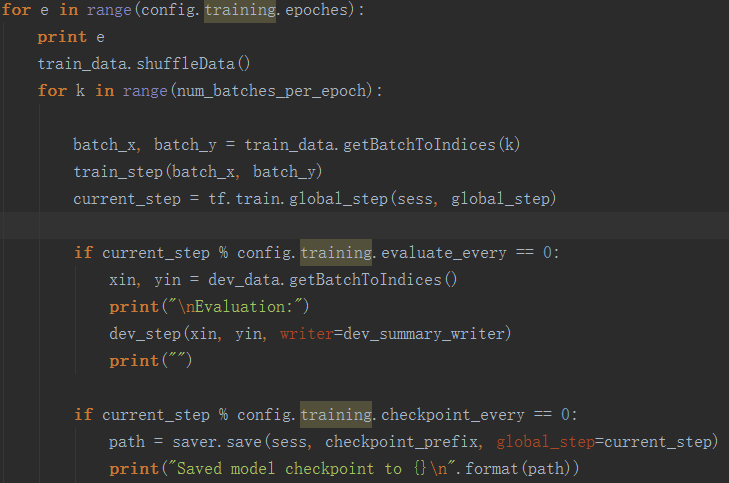 for e in range(config.training.epoches):
    print e
    train_data.shuffleData()
    for k in range(num_batches_per_epoch):
        batch_x, batch_y = train_data.getBatchToIndices(k)
        train_step(batch_x, batch_y)
        current_step = tf.train.global_step(sess, global_step)
        if current_step % config.training.evaluate_every == 0:
            xin, yin = dev_data.getBatchToIndices()
            print("\nEvaluation:")
            dev_step(xin, yin, writer=dev_summary_writer)
            print("")
        if current_step % config.training.checkpoint_every == 0:
            path = saver.save(sess, checkpoint_prefix, global_step=current_step)
            print("Saved model checkpoint to {}\n".format(path))